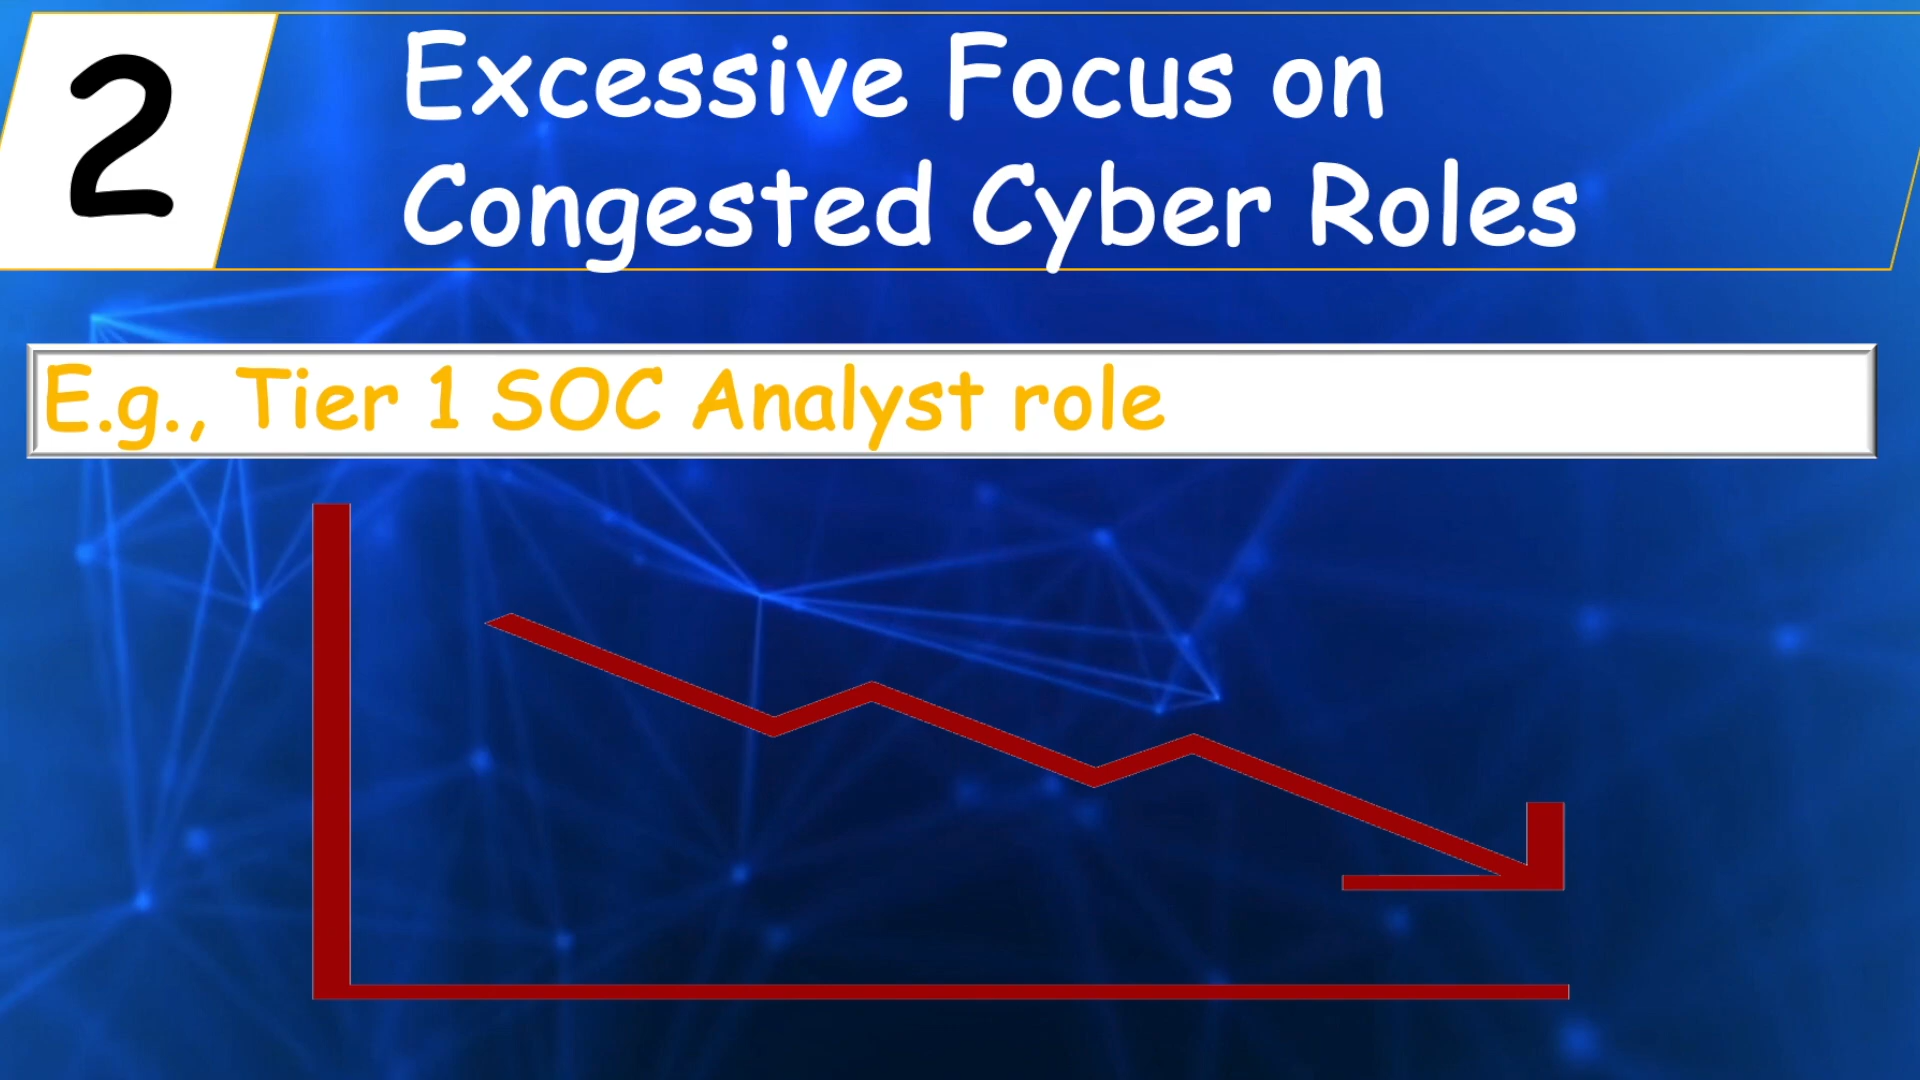 2
Excessive Focus on
Congested Cyber Roles
E.g., Tier 1 SOC Analyst role